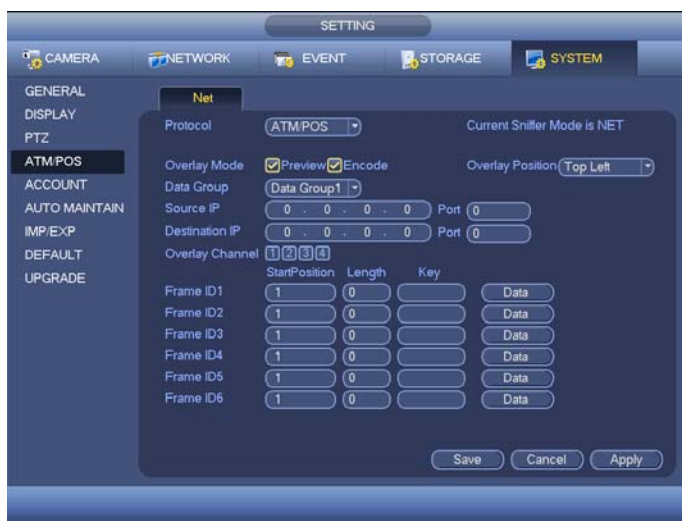 SETTING
CAMERA NETWORK EVENT STORAGE SYSTEM
GENERAL
DISPLAY
PTZ
ATM/POS
ACCOUNT
AUTO MAINTAIN
IMP/EXP
DEFAULT
UPGRADE
Net
Protocol ATM/POS Current Sniffer Mode is NET
Overlay Mode Preview Encode Overlay Position Top Left
Data Group Data Group1
Source IP 0 . 0 . 0 . 0 Port 0
Destination IP 0 . 0 . 0 . 0 Port 0
Overlay Channel 1 2 3 4
StartPosition Length Key
Frame ID1 1 0 Data
Frame ID2 1 0 Data
Frame ID3 1 0 Data
Frame ID4 1 0 Data
Frame ID5 1 0 Data
Frame ID6 1 0 Data
Save Cancel Apply